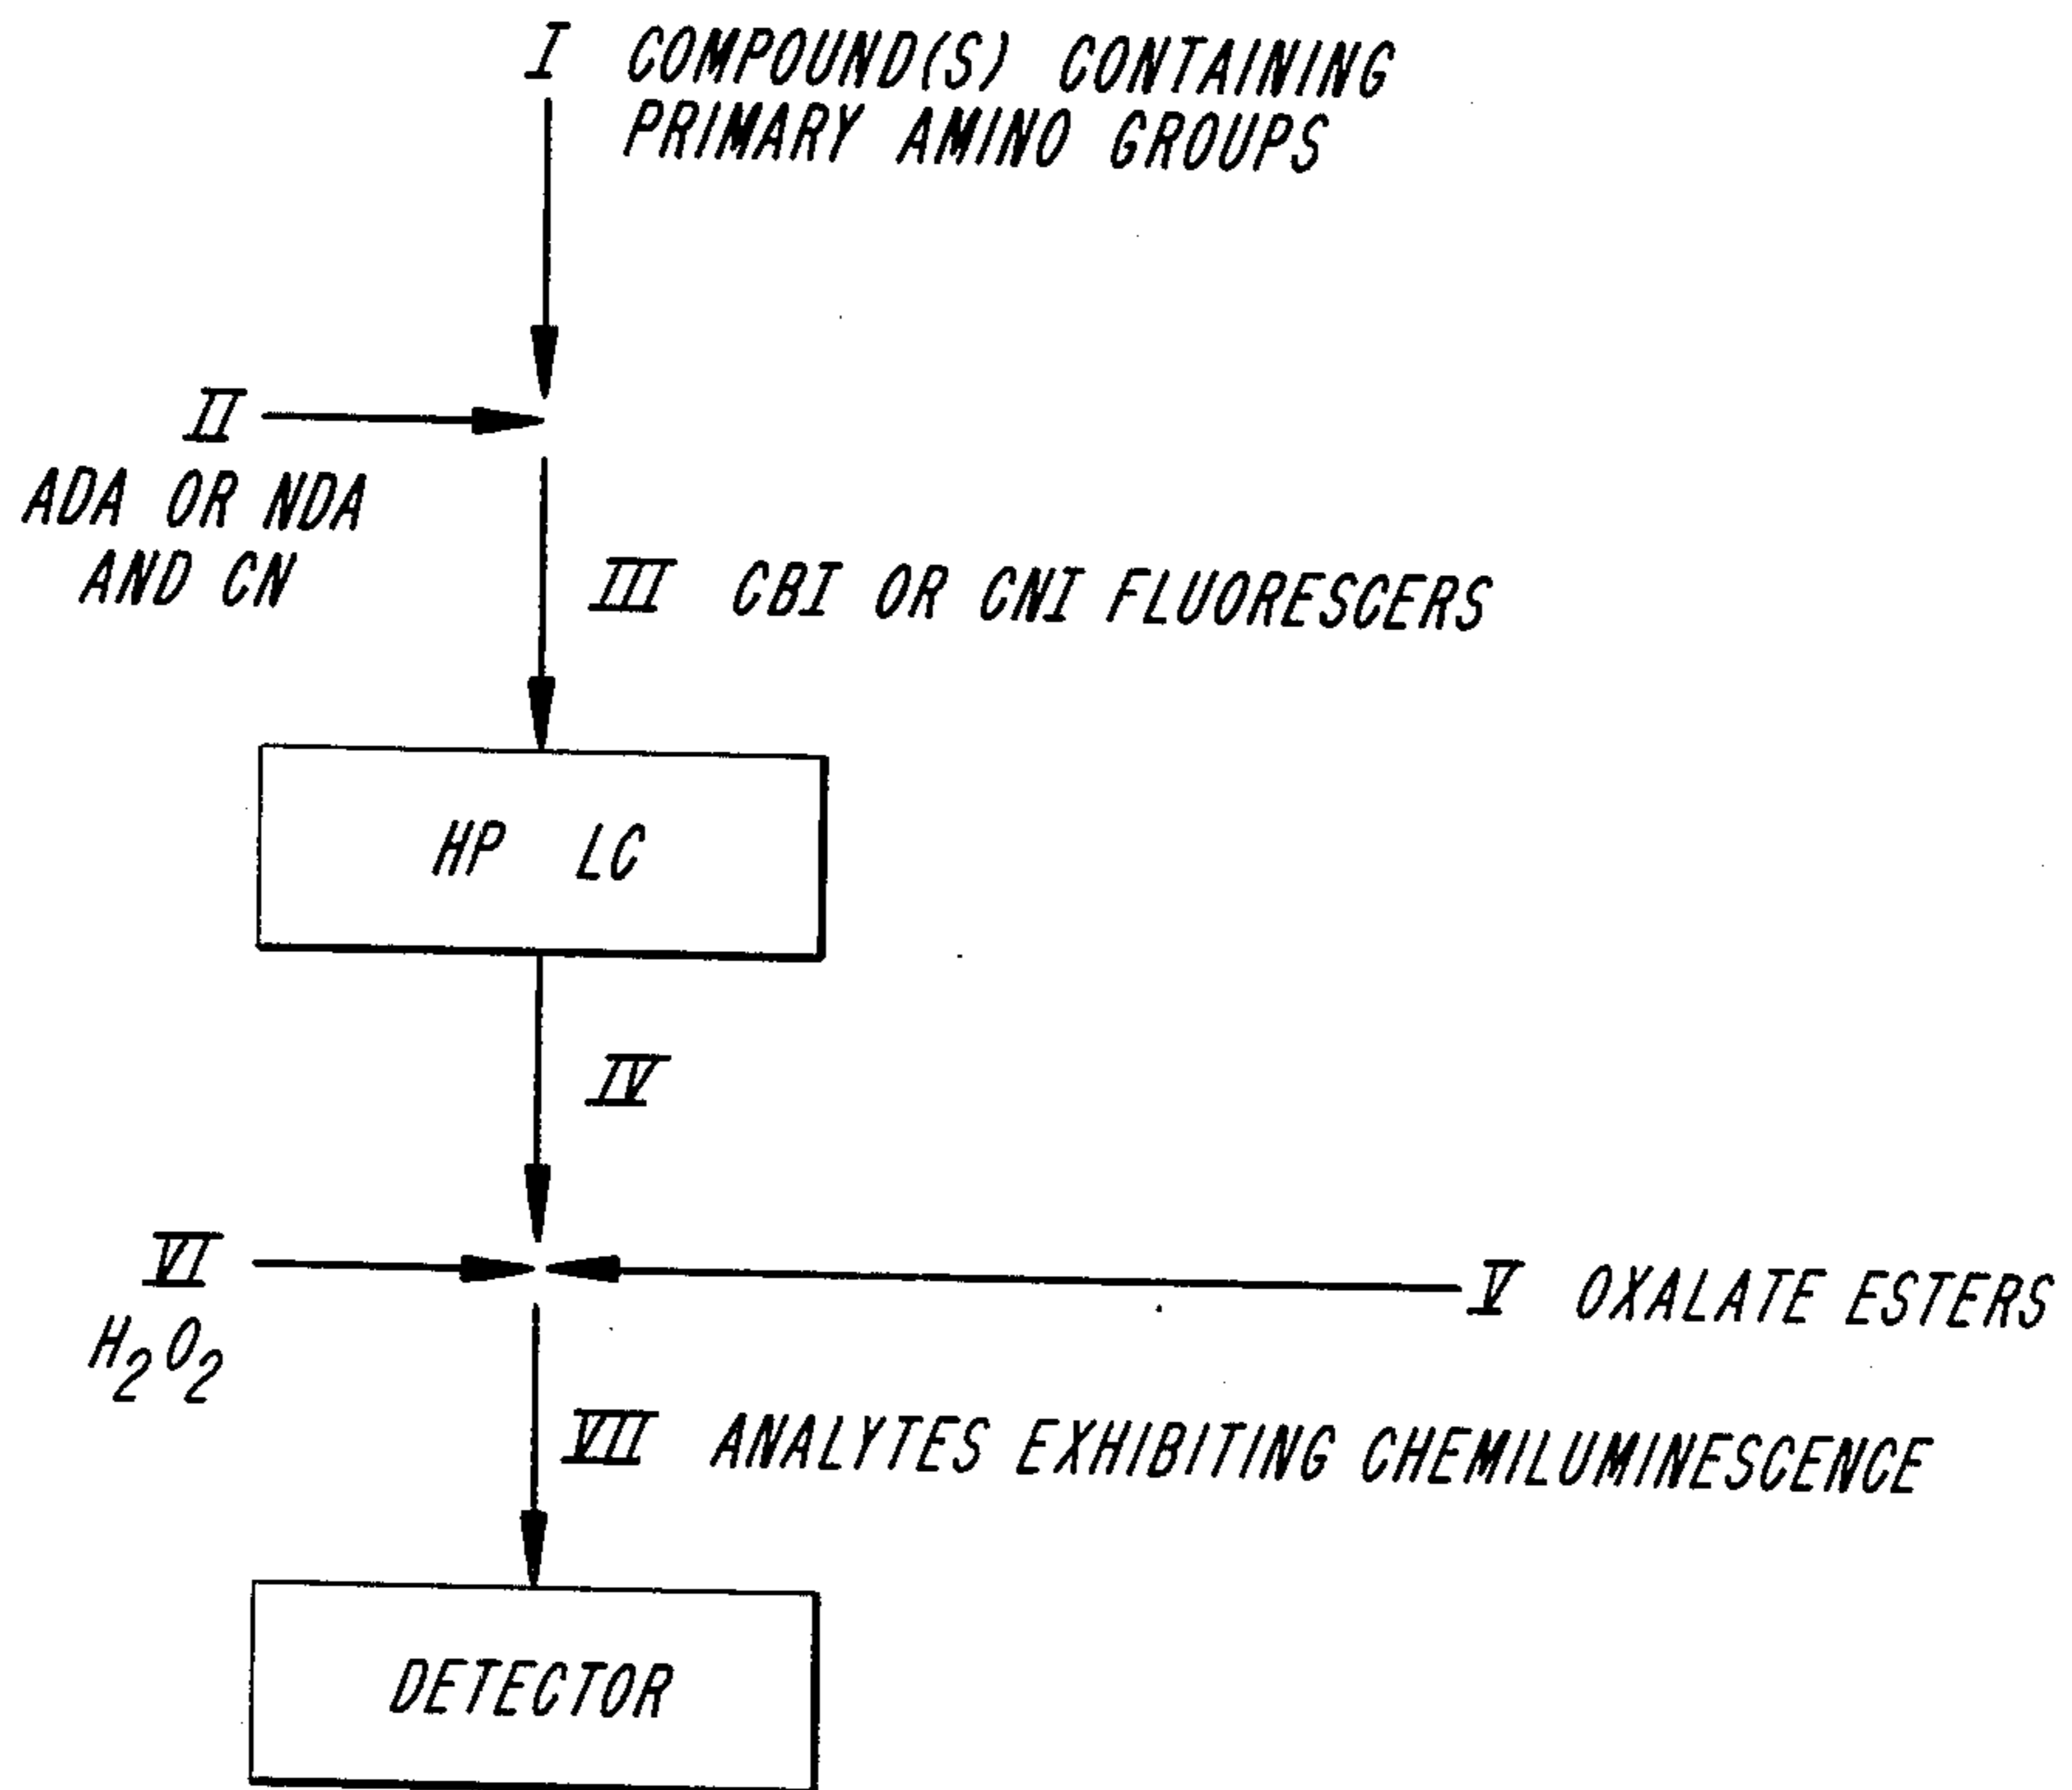 I COMPOUND(S) CONTAINING
PRIMARY AMINO GROUPS
II
ADA OR NDA
AND CN
III CBI OR CNI FLUORESCERS
HP LC
IV
VI
H2O2
V OXALATE ESTERS
VII ANALYTES EXHIBITING CHEMILUMINESCENCE
DETECTOR